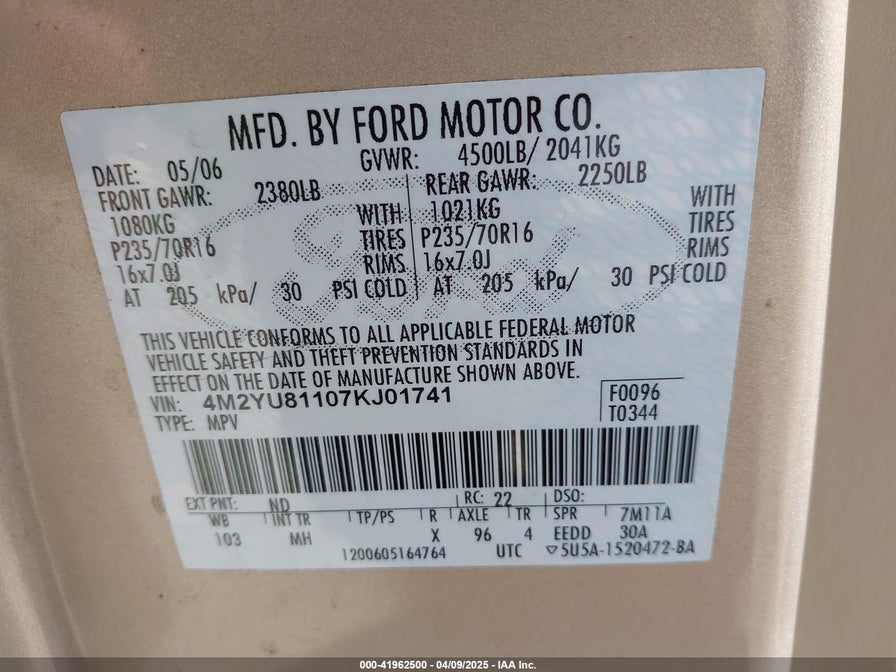 MFD. BY FORD MOTOR CO.
DATE: 05/06 GVWR: 4500LB/ 2041KG
FRONT GAWR: 2380LB REAR GAWR: 2250LB
1080KG WITH 1021KG WITH
P235/70R16 TIRES P235/70R16 TIRES
16x7.0J RIMS 16x7.0J RIMS
AT 205 kPa/ 30 PSI COLD AT 205 kPa/ 30 PSI COLD
THIS VEHICLE CONFORMS TO ALL APPLICABLE FEDERAL MOTOR
VEHICLE SAFETY AND THEFT PREVENTION STANDARDS IN
EFFECT ON THE DATE OF MANUFACTURE SHOWN ABOVE.
VIN: 4M2YU81107KJ01741 F0096
TYPE: MPV T0344
EXT PNT: ND RC: 22 DSO:
WB INT TR TP/PS R AXLE TR SPR 7M11A
103 MH X 96 4 EEDD 30A
1200605164764 UTC ▽5U5A-1520472-BA
Ford
000-41962500 - 04/09/2025 - IAA Inc.